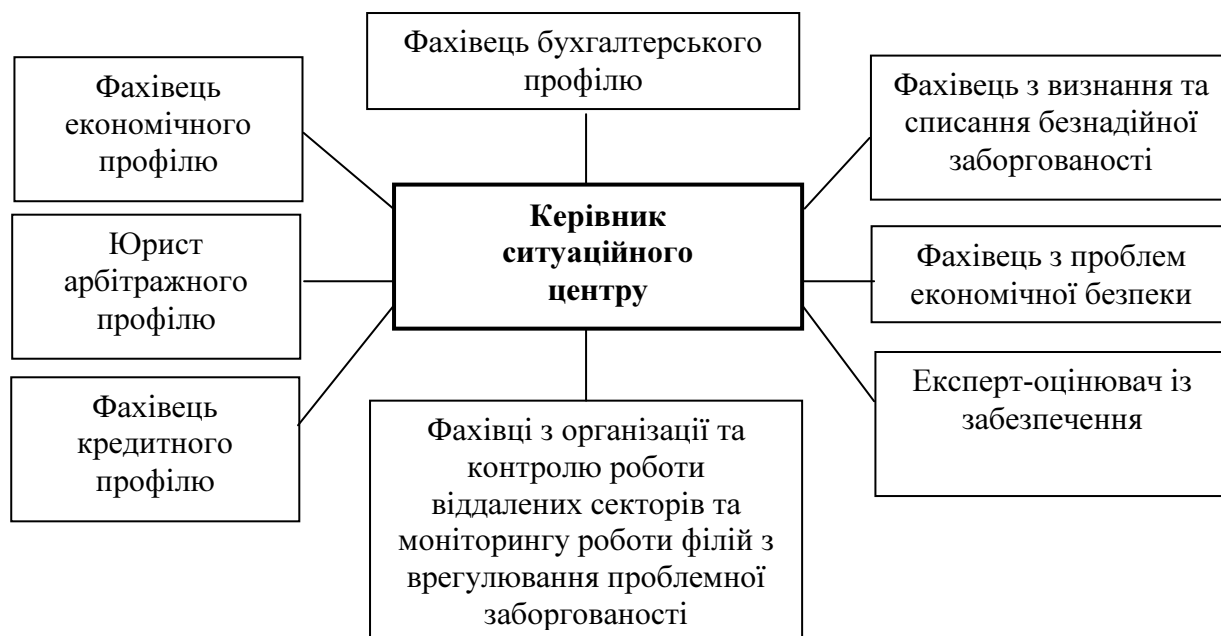 Фахівець бухгалтерського
профілю
Фахівець
економічного
профілю
Фахівець з визнання та
списання безнадійної
заборгованості
Керівник
ситуаційного
центру
Юрист
арбітражного
профілю
Фахівець з проблем
економічної безпеки
Фахівець
кредитного
профілю
Фахівці з організації та
контролю роботи
віддалених секторів та
моніторингу роботи філій з
врегулювання проблемної
заборгованості
Експерт-оцінювач із
забезпечення